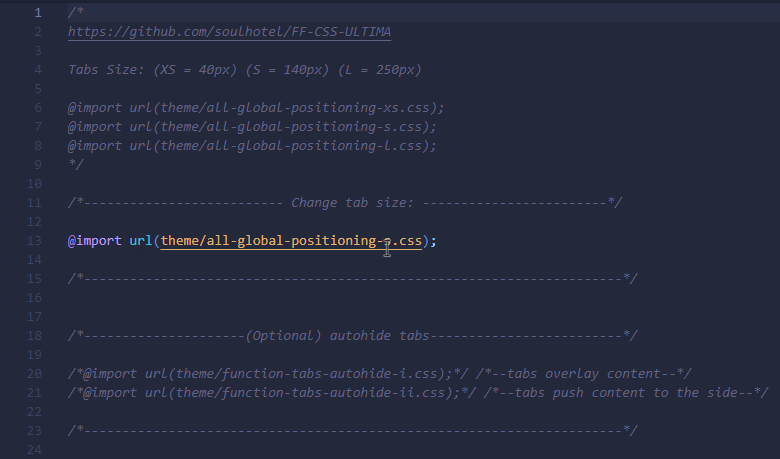 1 /*
2 https://github.com/soulhotel/FF-CSS-ULTIMA
3
4 Tabs Size: (XS = 40px) (S = 140px) (L = 250px)
5
6 @import url(theme/all-global-positioning-xs.css);
7 @import url(theme/all-global-positioning-s.css);
8 @import url(theme/all-global-positioning-l.css);
9 */
10
11 /*-------------------------- Change tab size: ------------------------*/
12
13 @import url(theme/all-global-positioning-s.css);
14
15 /*----------------------------------------------------------------------*/
16
17
18 /*---------------------(Optional) autohide tabs-------------------------*/
19
20 /*@import url(theme/function-tabs-autohide-i.css);*/ /*--tabs overlay content--*/
21 /*@import url(theme/function-tabs-autohide-ii.css);*/ /*--tabs push content to the side--*/
22
23 /*----------------------------------------------------------------------*/
24